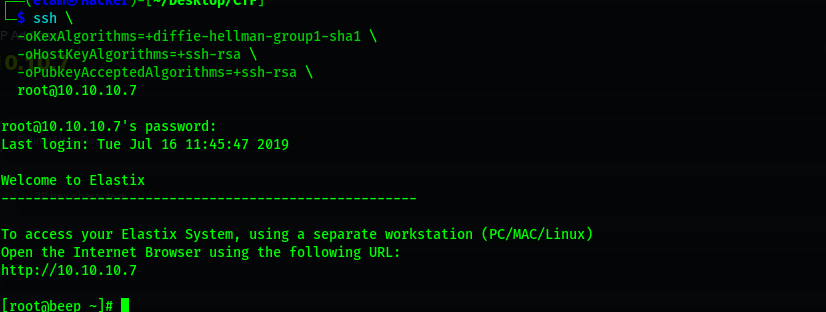 -[~/Desktop/CTF]
$ ssh \
-oKexAlgorithms=+diffie-hellman-group1-sha1 \
-oHostKeyAlgorithms=+ssh-rsa \
-oPubkeyAcceptedAlgorithms=+ssh-rsa \
root@10.10.10.7
root@10.10.10.7's password:
Last login: Tue Jul 16 11:45:47 2019
Welcome to Elastix
----------------------------------------------------
To access your Elastix System, using a separate workstation (PC/MAC/Linux)
Open the Internet Browser using the following URL:
http://10.10.10.7
[root@beep ~]#